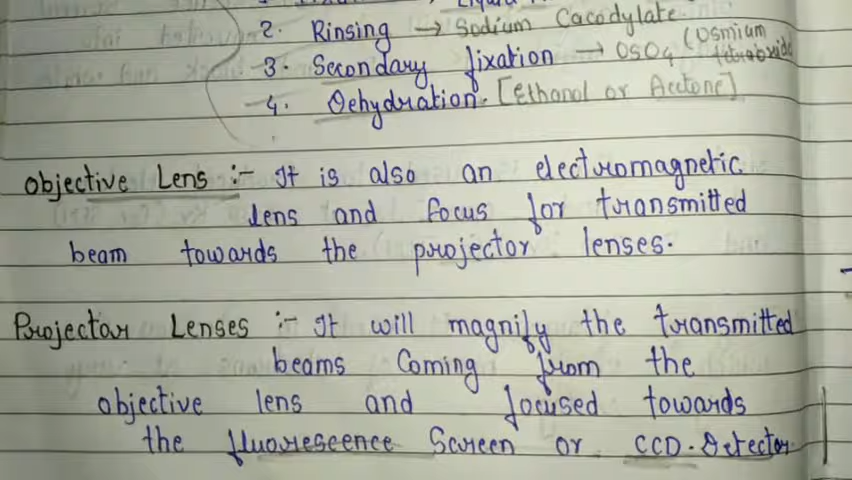 2. Rinsing → Sodium Cacodylate
3. Secondary fixation → OsO4 (Osmium tetraoxide
4. Dehydration. [Ethanol or Acetone]
Objective Lens :- It is also an electromagnetic
lens and focus for transmitted
beam towards the projector lenses.
Projectar Lenses :- It will magnify the transmitted
beams Coming from the
objective lens and focused towards
the fluorescence Screen or CCD-Detector